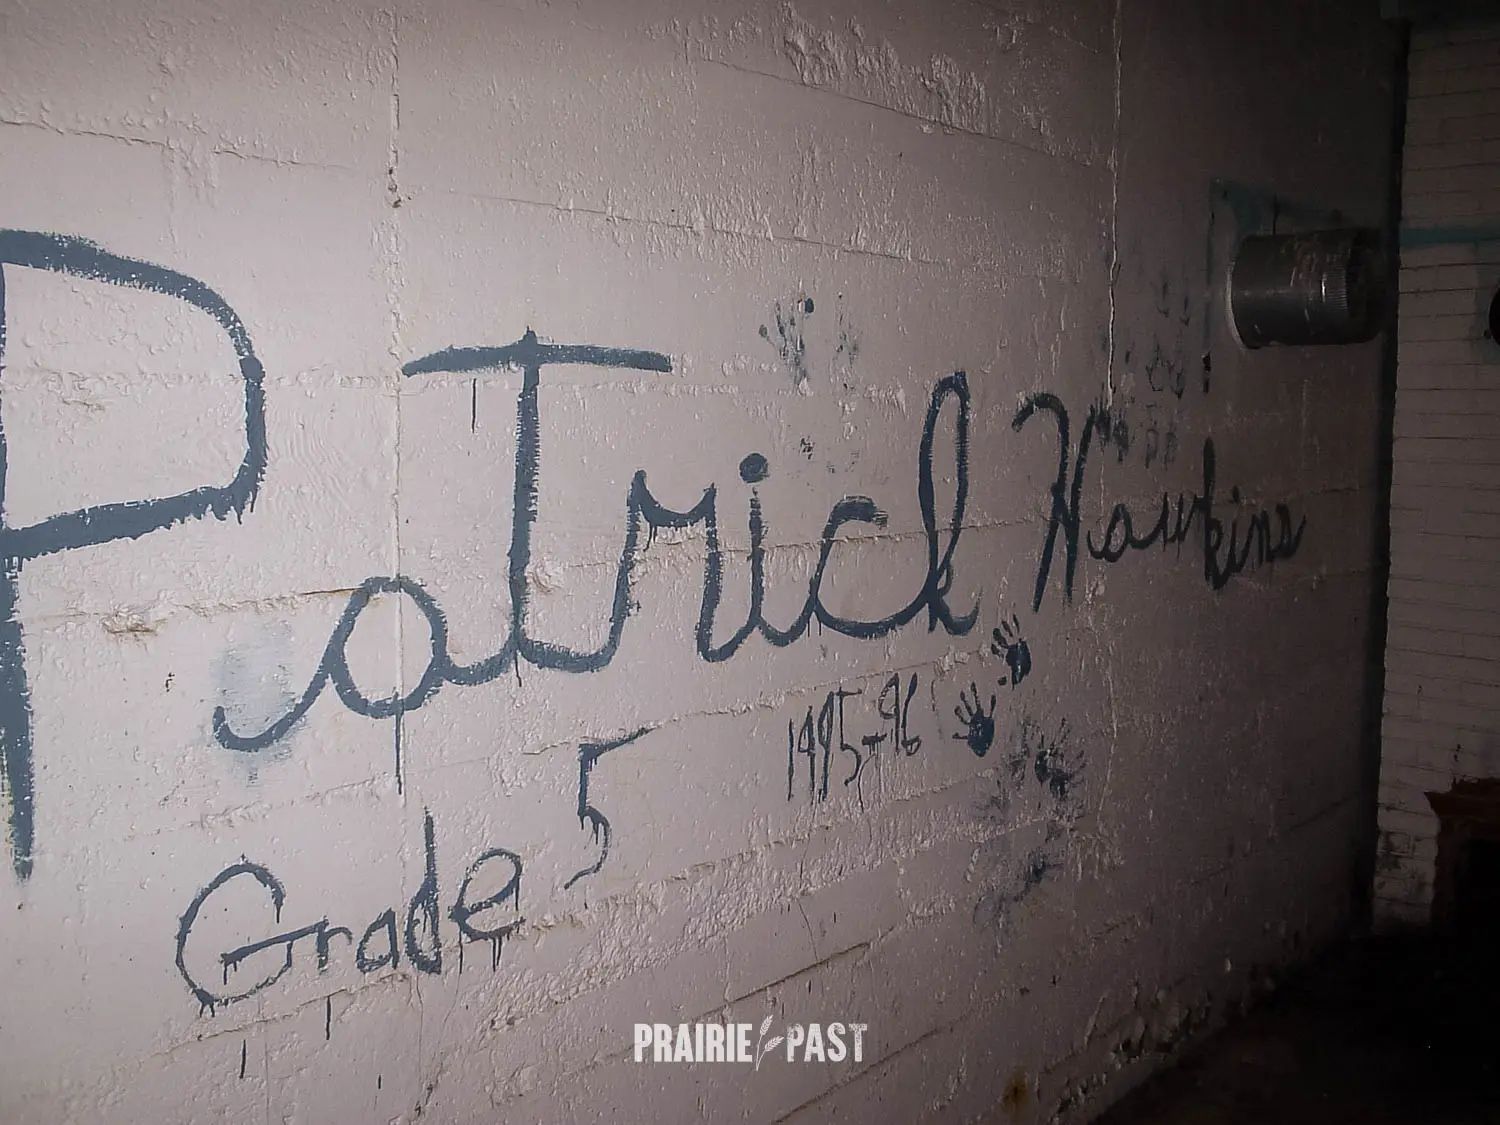 PaTrick Hawkins
Grade 5
1995-96
PRAIRIE PAST